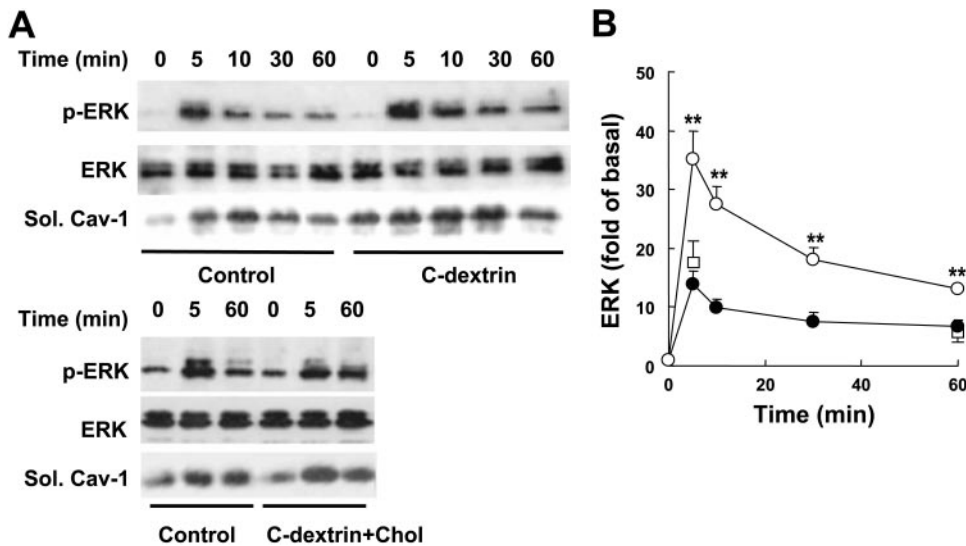 A
Time (min) 0 5 10 30 60 0 5 10 30 60
p-ERK
ERK
Sol. Cav-1
Control C-dextrin
Time (min) 0 5 60 0 5 60
p-ERK
ERK
Sol. Cav-1
Control C-dextrin+Chol
B
50
40
30
20
10
0
ERK (fold of basal)
**
**
**
**
0 20 40 60
Time (min)